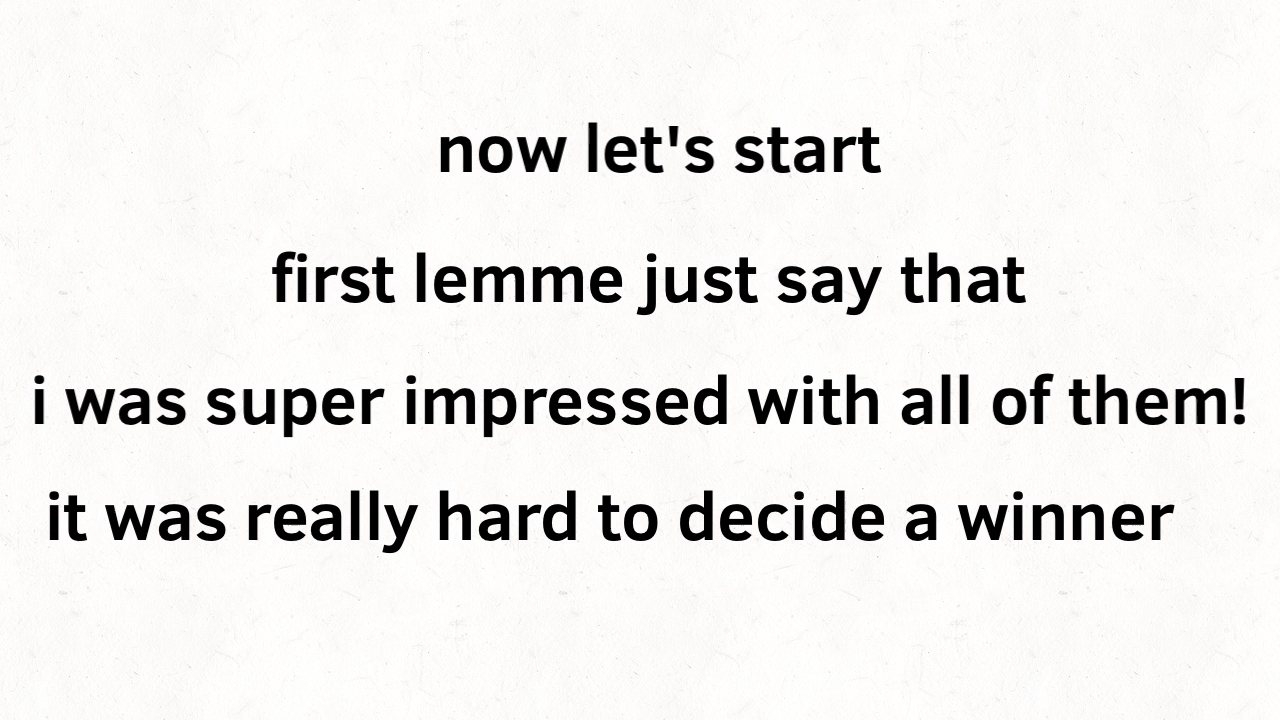 now let's start
first lemme just say that
i was super impressed with all of them!
it was really hard to decide a winner